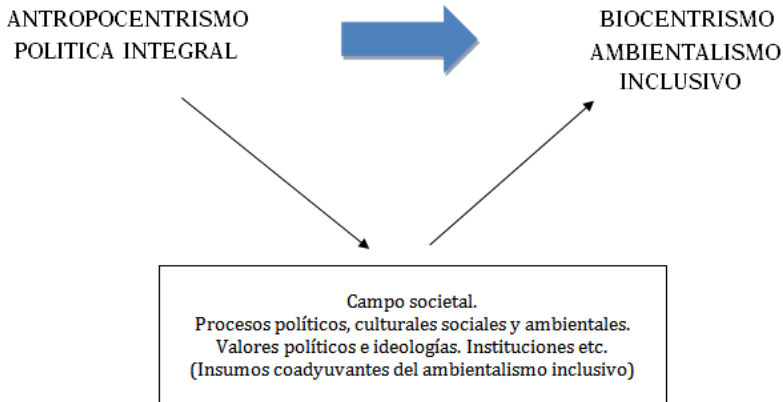 ANTROPOCENTRISMO
POLITICA INTEGRAL
BIOCENTRISMO
AMBIENTALISMO
INCLUSIVO
Campo societal.
Procesos políticos, culturales sociales y ambientales.
Valores políticos e ideologías. Instituciones etc.
(Insumos coadyuvantes del ambientalismo inclusivo)